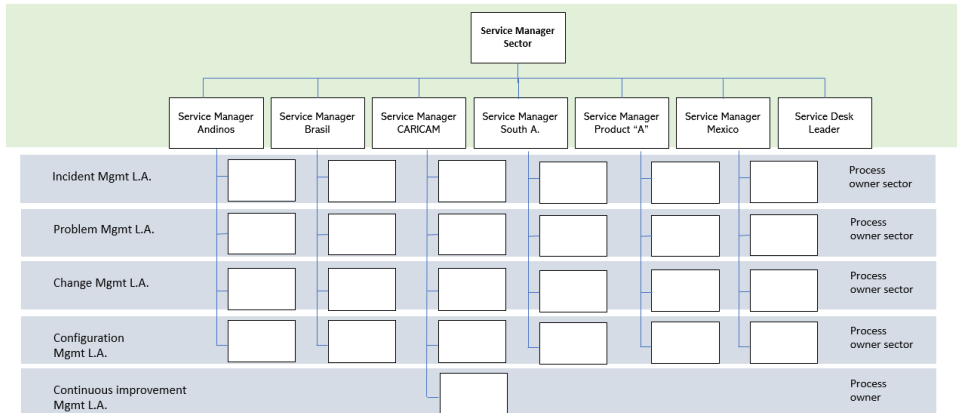 Service Manager
Sector
Service Manager
Andinos
Service Manager
Brasil
Service Manager
CARICAM
Service Manager
South A.
Service Manager
Product “A”
Service Manager
Mexico
Service Desk
Leader
Incident Mgmt L.A.
Process
owner sector
Problem Mgmt L.A.
Process
owner sector
Change Mgmt L.A.
Process
owner sector
Configuration
Mgmt L.A.
Process
owner sector
Continuous improvement
Mgmt L.A.
Process
owner